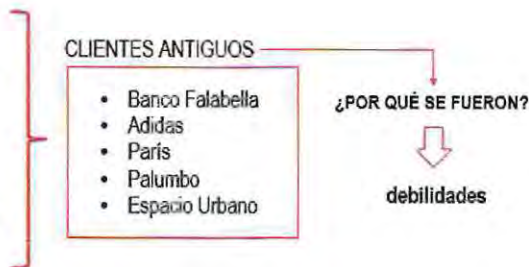 CLIENTES ANTIGUOS
• Banco Falabella
• Adidas
• París
• Palumbo
• Espacio Urbano
¿POR QUÉ SE FUERON?
debilidades